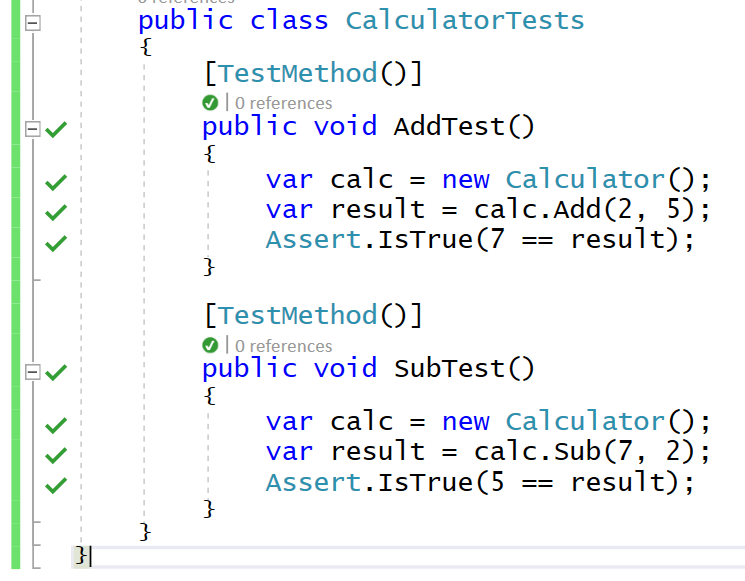 0 references
public class CalculatorTests
{
[TestMethod()]
| 0 references
public void AddTest()
{
var calc = new Calculator();
var result = calc.Add(2, 5);
Assert.IsTrue(7 == result);
}
[TestMethod()]
| 0 references
public void SubTest()
{
var calc = new Calculator();
var result = calc.Sub(7, 2);
Assert.IsTrue(5 == result);
}
}
}